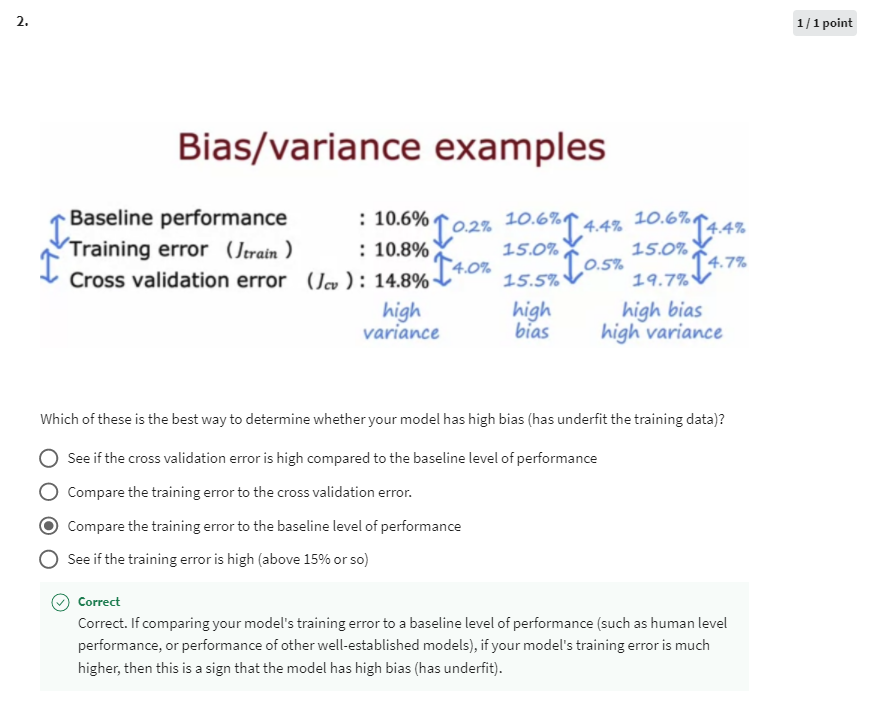 2.
1 / 1 point
Bias/variance examples
Baseline performance : 10.6% 0.2% 10.6% 4.4% 10.6% 4.4%
Training error (Jtrain ) : 10.8% 15.0% 15.0%
4.0% 0.5% 4.7%
Cross validation error (Jcv ) : 14.8% 15.5% 19.7%
high variance
high bias
high bias
high variance
Which of these is the best way to determine whether your model has high bias (has underfit the training data)?
See if the cross validation error is high compared to the baseline level of performance
Compare the training error to the cross validation error.
Compare the training error to the baseline level of performance
See if the training error is high (above 15% or so)
Correct
Correct. If comparing your model's training error to a baseline level of performance (such as human level
performance, or performance of other well-established models), if your model's training error is much
higher, then this is a sign that the model has high bias (has underfit).